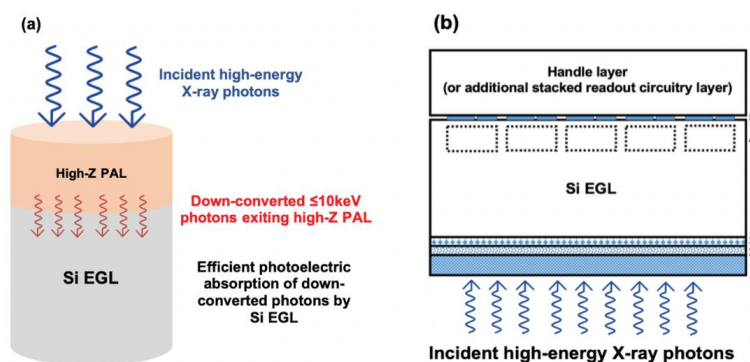 (a)
Incident high-energy
X-ray photons
High-Z PAL
Down-converted ≤10keV
photons exiting high-Z PAL
Si EGL
Efficient photoelectric
absorption of down-
converted photons by
Si EGL
(b)
Handle layer
(or additional stacked readout circuitry layer)
Si EGL
Incident high-energy X-ray photons